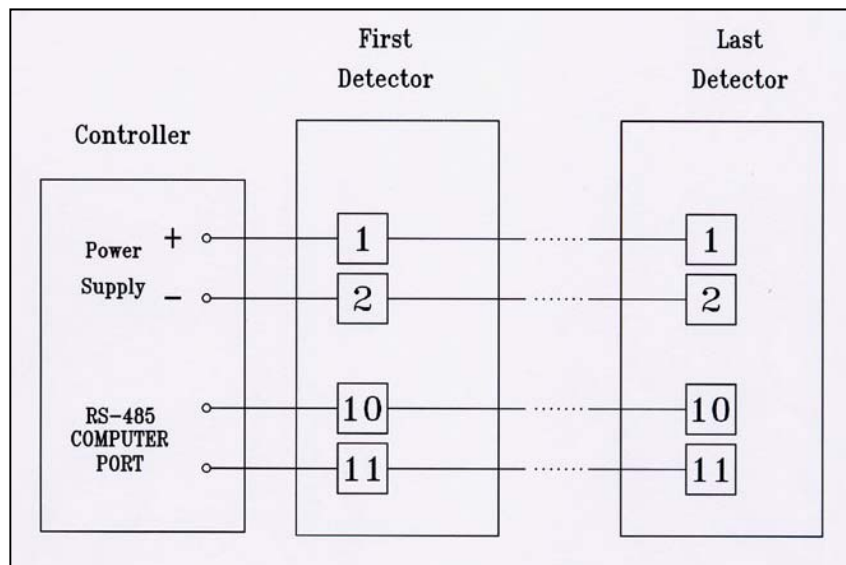 First
Detector
Last
Detector
Controller
Power
Supply
+
−
1
2
1
2
RS-485
COMPUTER
PORT
10
11
10
11